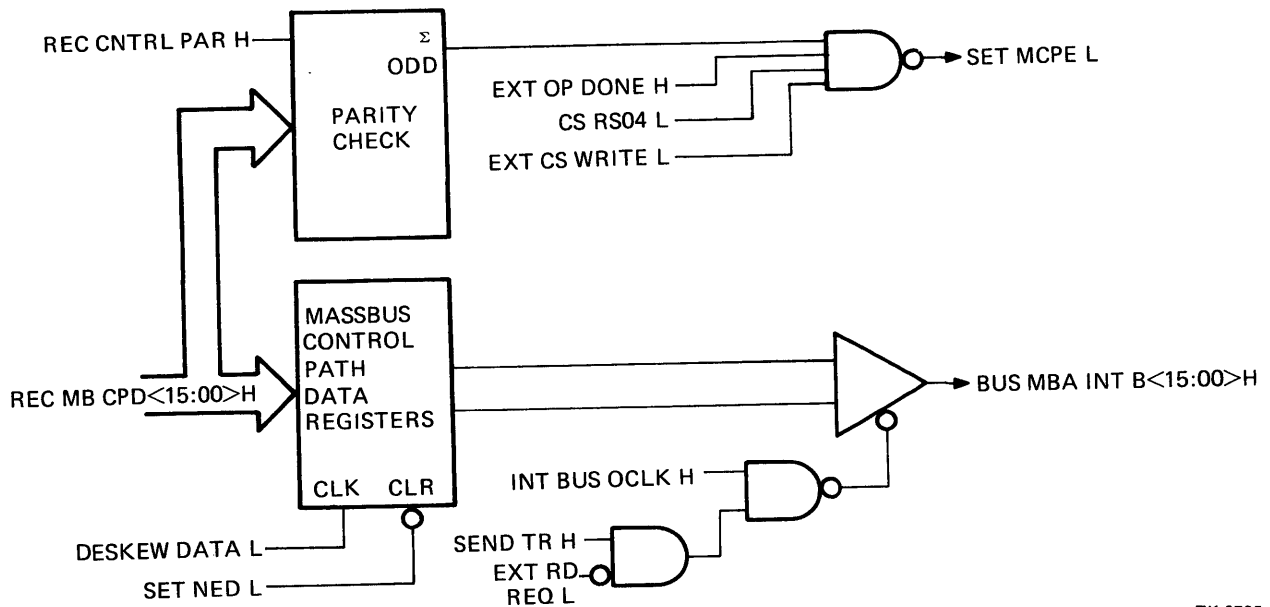 REC CNTRL PAR H
Σ
ODD
PARITY
CHECK
EXT OP DONE H
CS RS04 L
EXT CS WRITE L
SET MCPE L
MASSBUS
CONTROL
PATH
DATA
REGISTERS
REC MB CPD<15:00>H
BUS MBA INT B<15:00>H
CLK CLR
INT BUS OCLK H
DESKEW DATA L
SET NED L
SEND TR H
EXT RD
REQ L